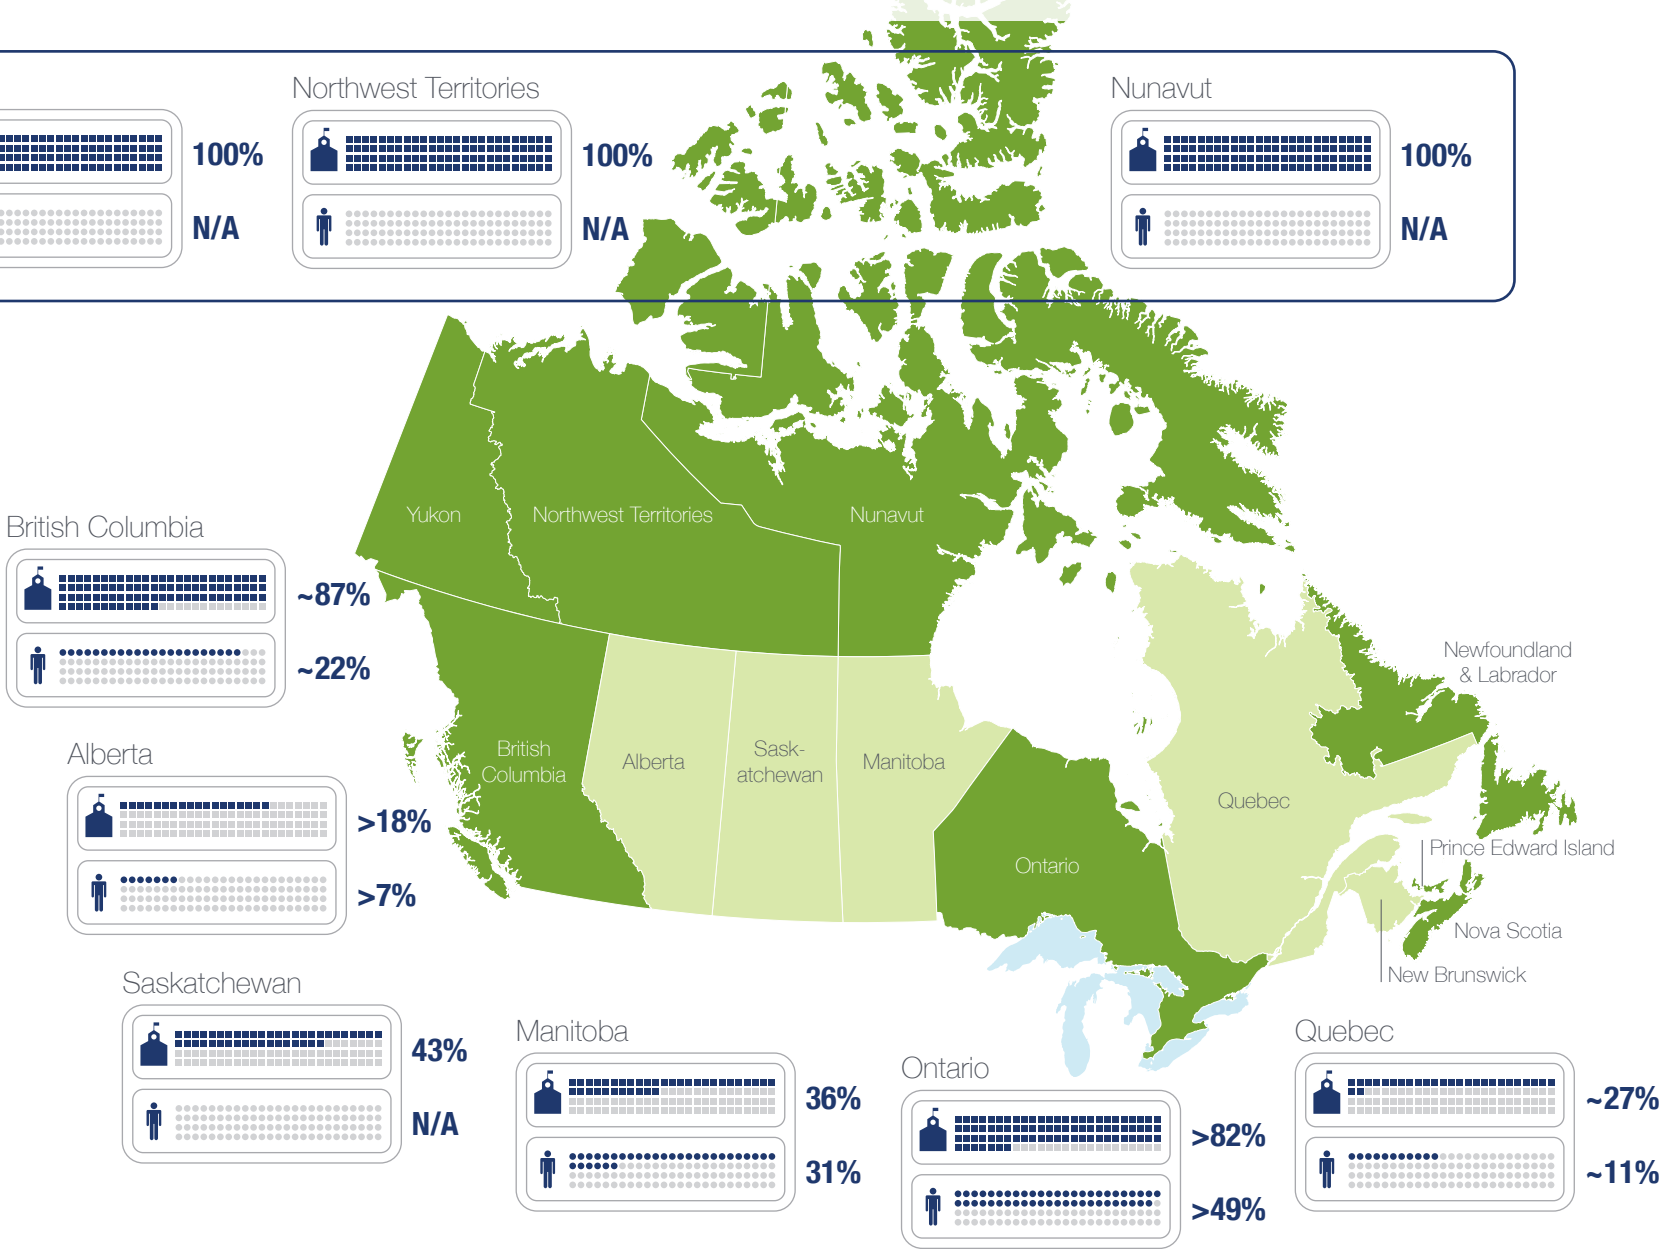 Northwest Territories
Nunavut
100%
100%
100%
N/A
N/A
N/A
Yukon
Northwest Territories
Nunavut
British Columbia
~87%
~22%
Newfoundland
& Labrador
Alberta
>18%
>7%
British
Columbia
Alberta
Sask-
atchewan
Manitoba
Quebec
Ontario
Prince Edward Island
Nova Scotia
New Brunswick
Saskatchewan
43%
N/A
Manitoba
36%
31%
Ontario
>82%
>49%
Quebec
~27%
~11%